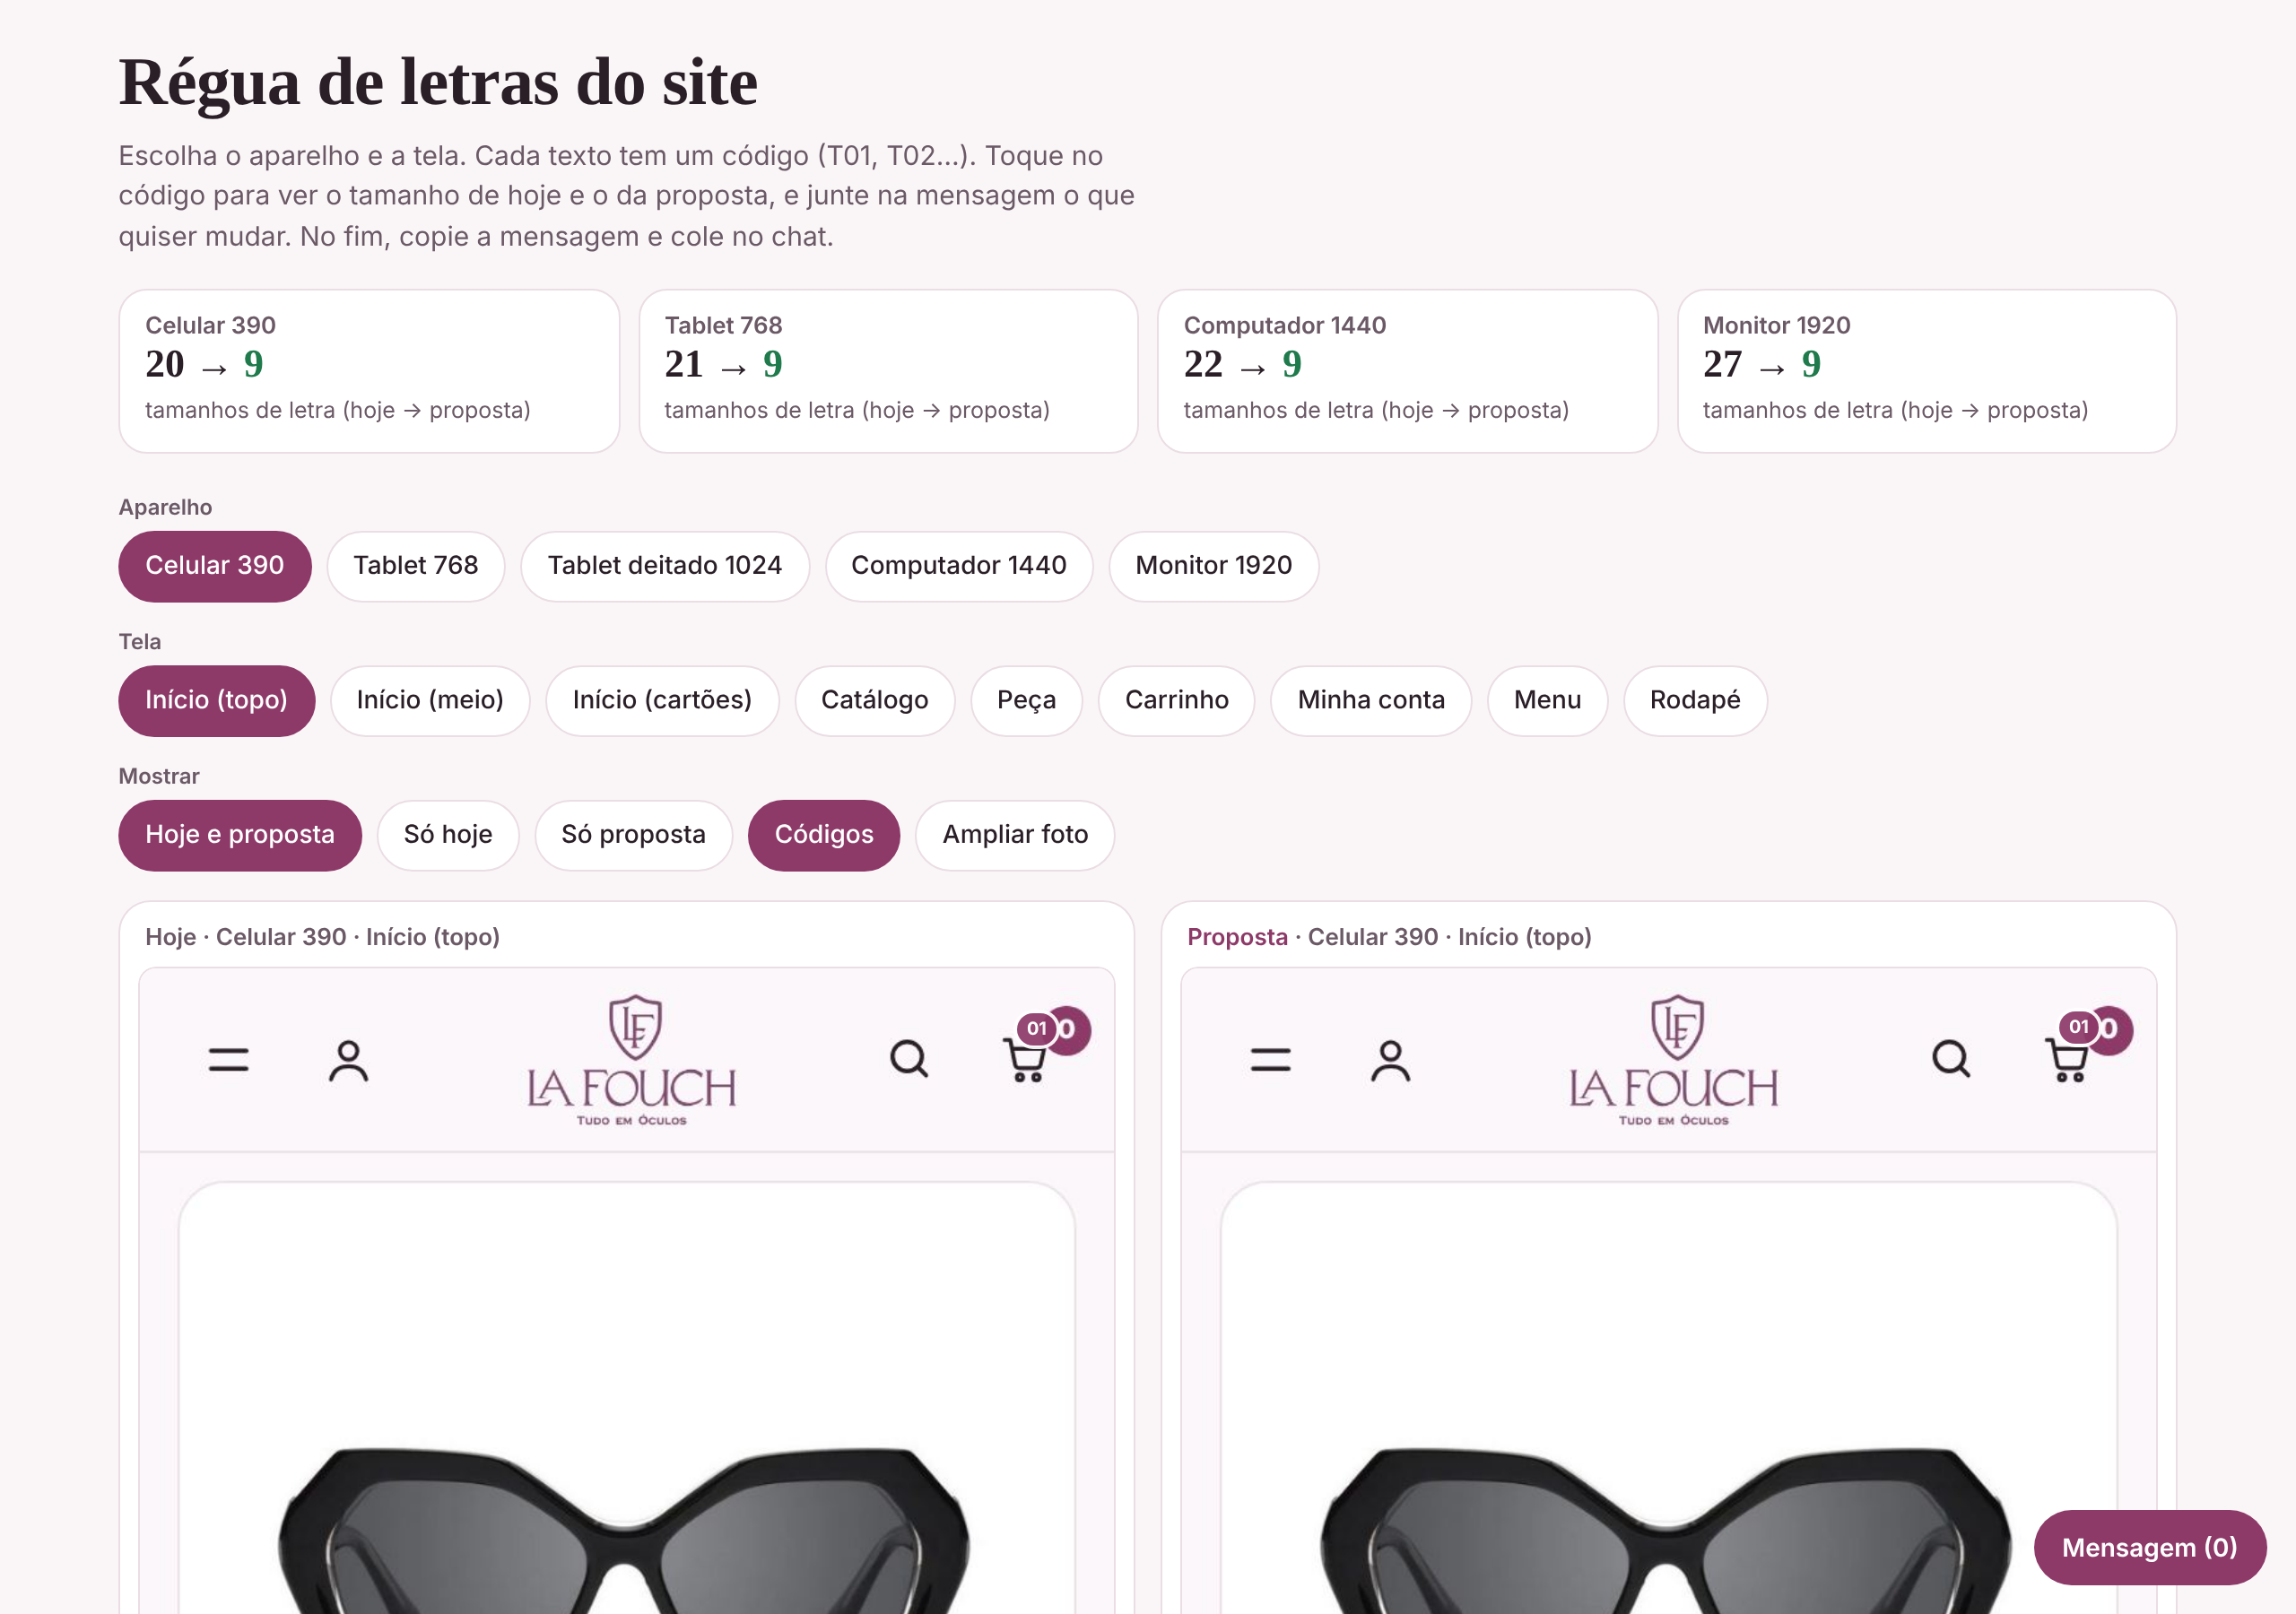 Régua de letras do site
Escolha o aparelho e a tela. Cada texto tem um código (T01, T02...). Toque no
código para ver o tamanho de hoje e o da proposta, e junte na mensagem o que
quiser mudar. No fim, copie a mensagem e cole no chat.
Celular 390
20 → 9
tamanhos de letra (hoje → proposta)
Tablet 768
21 → 9
tamanhos de letra (hoje → proposta)
Computador 1440
22 → 9
tamanhos de letra (hoje → proposta)
Monitor 1920
27 → 9
tamanhos de letra (hoje → proposta)
Aparelho
Celular 390
Tablet 768
Tablet deitado 1024
Computador 1440
Monitor 1920
Tela
Início (topo)
Início (meio)
Início (cartões)
Catálogo
Peça
Carrinho
Minha conta
Menu
Rodapé
Mostrar
Hoje e proposta
Só hoje
Só proposta
Códigos
Ampliar foto
Hoje · Celular 390 · Início (topo)
LF
LA FOUCH
TUDO EM ÓCULOS
01
0
Proposta · Celular 390 · Início (topo)
LF
LA FOUCH
TUDO EM ÓCULOS
01
0
Mensagem (0)